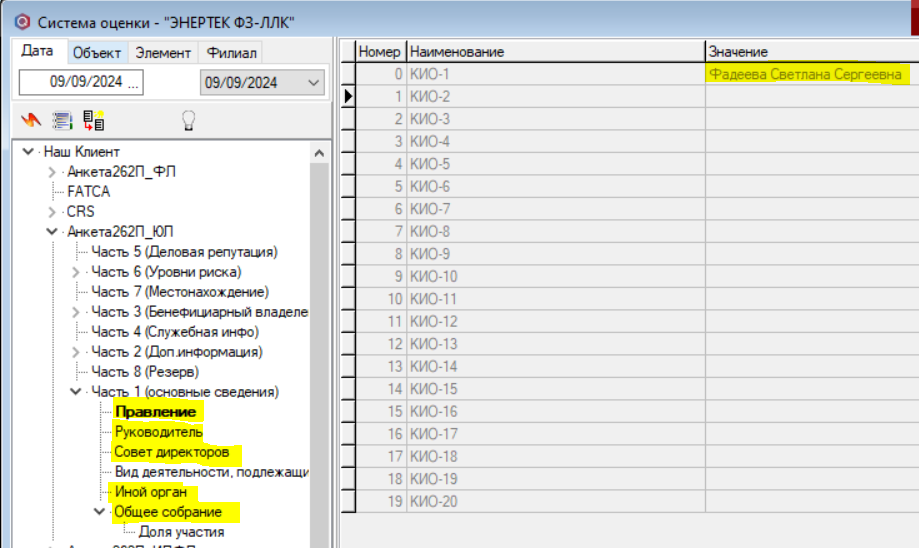 Система оценки - "ЭНЕРТЕК ФЗ-ЛЛК"
Дата Объект Элемент Филиал
09/09/2024 ... 09/09/2024
Наш Клиент
Анкета262П_ФЛ
FATCA
CRS
Анкета262П_ЮЛ
Часть 5 (Деловая репутация)
Часть 6 (Уровни риска)
Часть 7 (Местонахождение)
Часть 3 (Бенефициарный владеле
Часть 4 (Служебная инфо)
Часть 2 (Доп.информация)
Часть 8 (Резерв)
Часть 1 (основные сведения)
Правление
Руководитель
Совет директоров
Вид деятельности, подлежащи
Иной орган
Общее собрание
Доля участия
Номер Наименование Значение
0 КИО-1 Фадеева Светлана Сергеевна
1 КИО-2
2 КИО-3
3 КИО-4
4 КИО-5
5 КИО-6
6 КИО-7
7 КИО-8
8 КИО-9
9 КИО-10
10 КИО-11
11 КИО-12
12 КИО-13
13 КИО-14
14 КИО-15
15 КИО-16
16 КИО-17
17 КИО-18
18 КИО-19
19 КИО-20